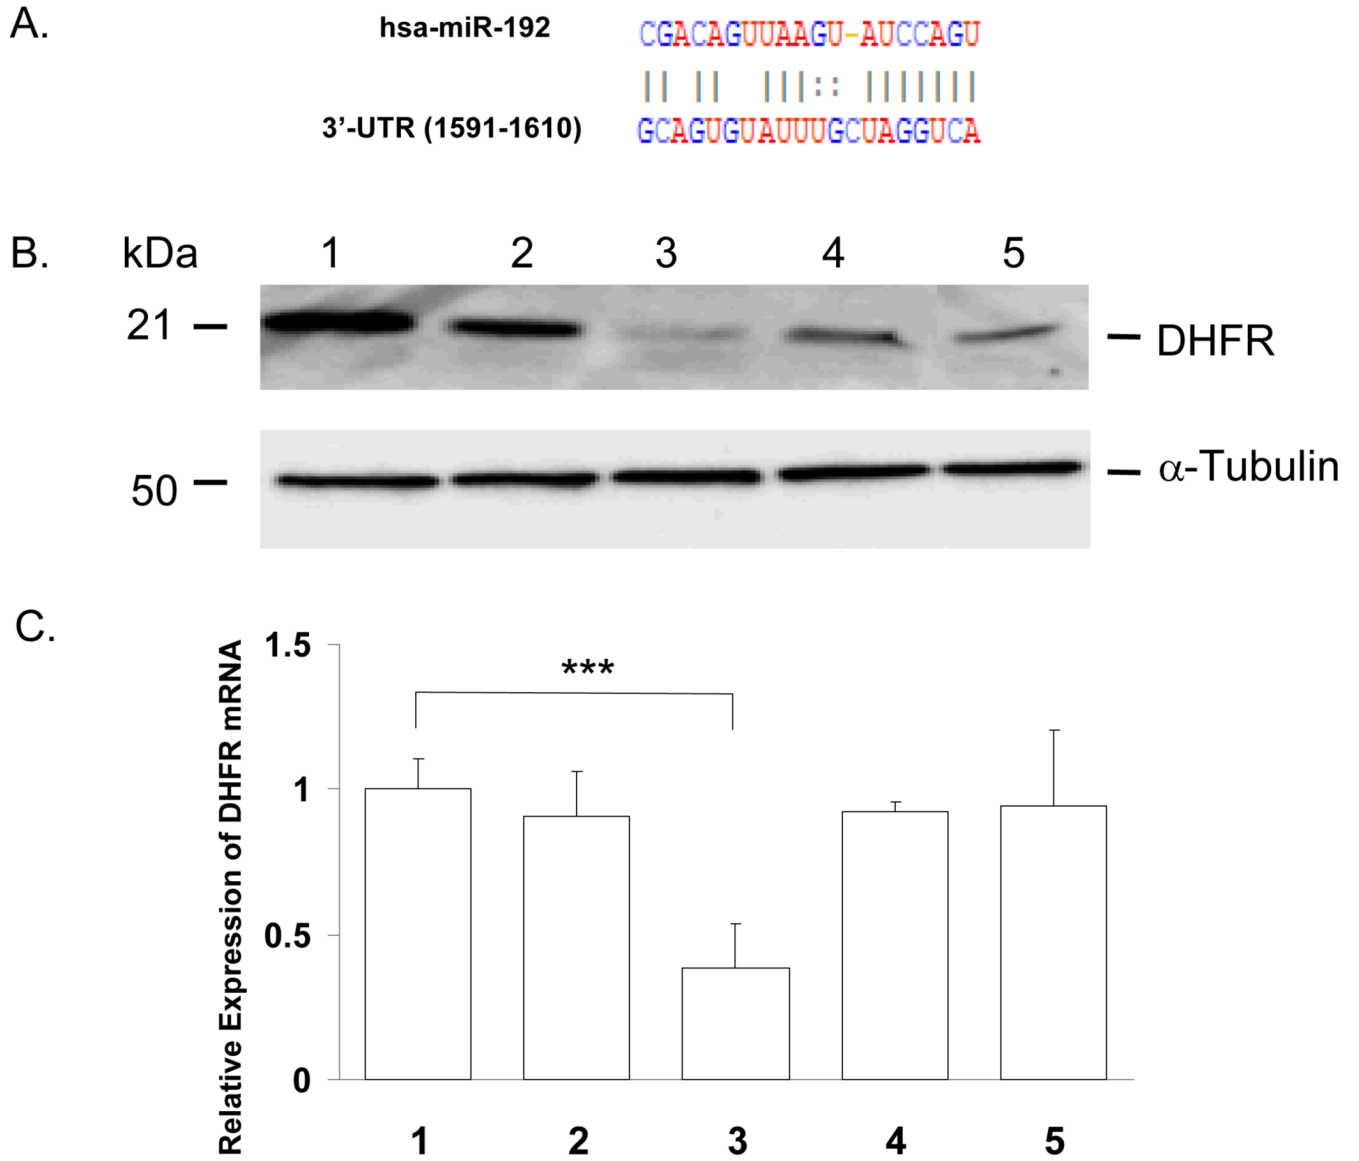 A.
hsa-miR-192 CGACAGUUAAGU-AUCCAGU
|| || |||:: |||||||
3'-UTR (1591-1610) GCAGUGUAUUUGCUAGGUCA
B. kDa 1 2 3 4 5
21 DHFR
50 α-Tubulin
C.
Relative Expression of DHFR mRNA
1.5
***
1
0.5
0
1 2 3 4 5